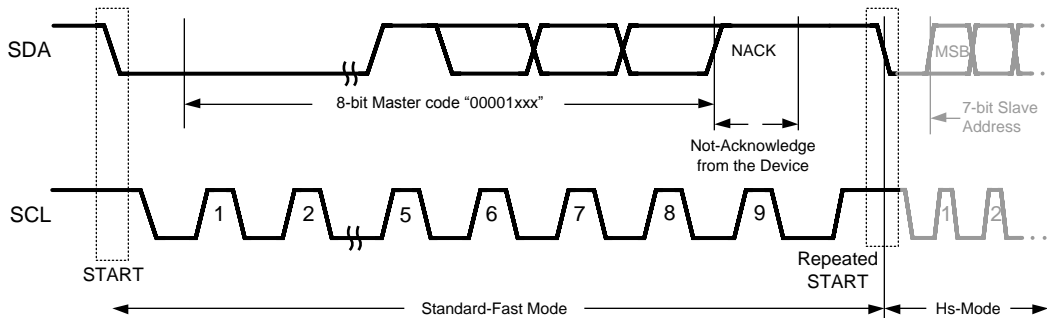 SDA
NACK
MSB
8-bit Master code “00001xxx”
7-bit Slave
Address
Not-Acknowledge
from the Device
SCL
1
2
5
6
7
8
9
1
2
START
Repeated
START
Standard-Fast Mode
Hs-Mode